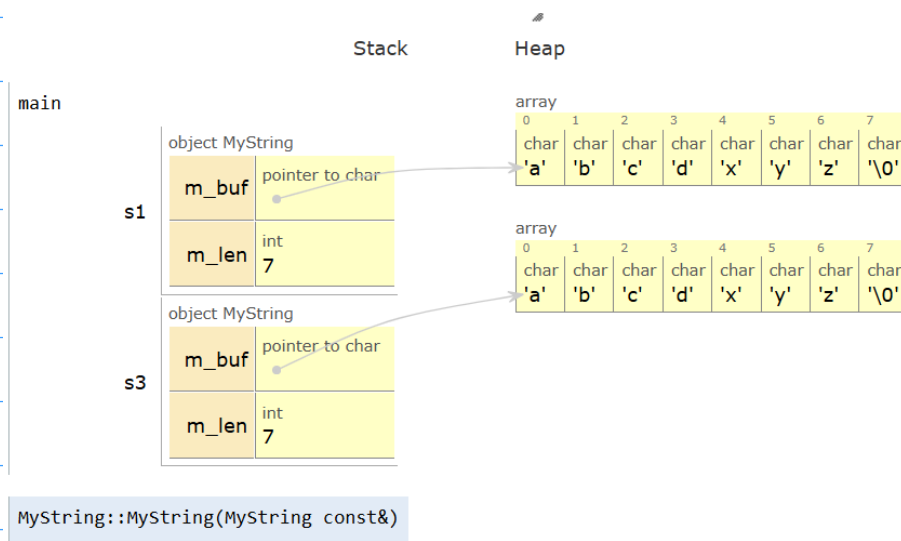 Stack Heap
main
array
0 1 2 3 4 5 6 7
char char char char char char char char
'a' 'b' 'c' 'd' 'x' 'y' 'z' '\0'
object MyString
m_buf pointer to char
s1
m_len int
7
array
0 1 2 3 4 5 6 7
char char char char char char char char
'a' 'b' 'c' 'd' 'x' 'y' 'z' '\0'
object MyString
m_buf pointer to char
s3
m_len int
7
MyString::MyString(MyString const&)